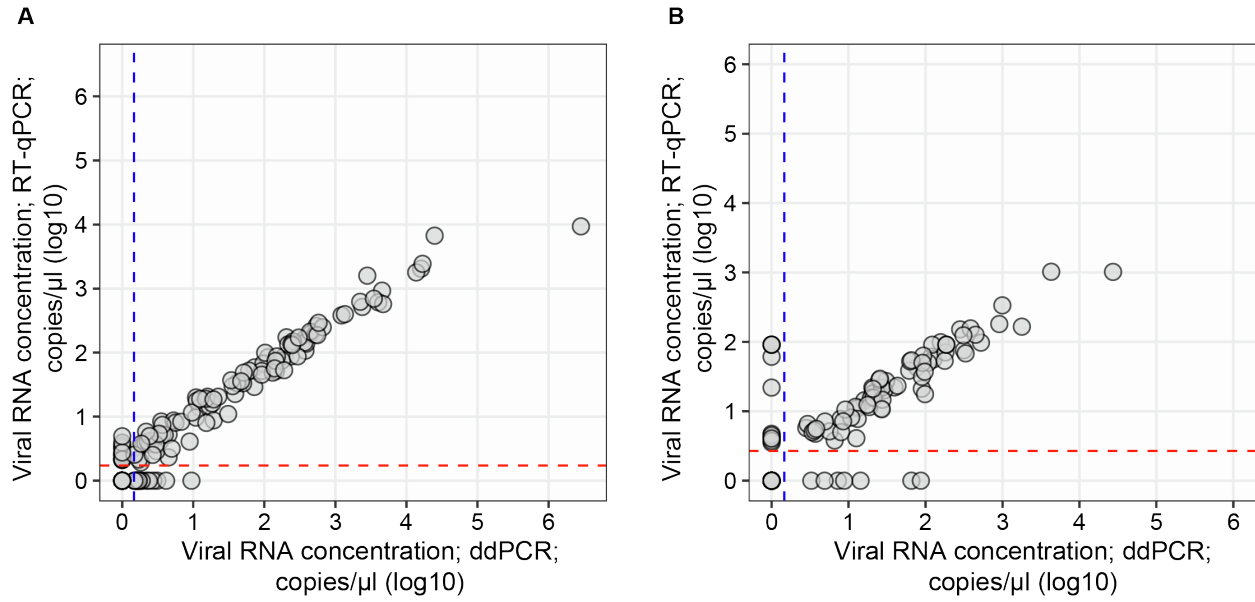 A
Viral RNA concentration; RT-qPCR;
copies/µl (log10)
6
5
4
3
2
1
0
0 1 2 3 4 5 6
Viral RNA concentration; ddPCR;
copies/µl (log10)
B
Viral RNA concentration; RT-qPCR;
copies/µl (log10)
6
5
4
3
2
1
0
0 1 2 3 4 5 6
Viral RNA concentration; ddPCR;
copies/µl (log10)